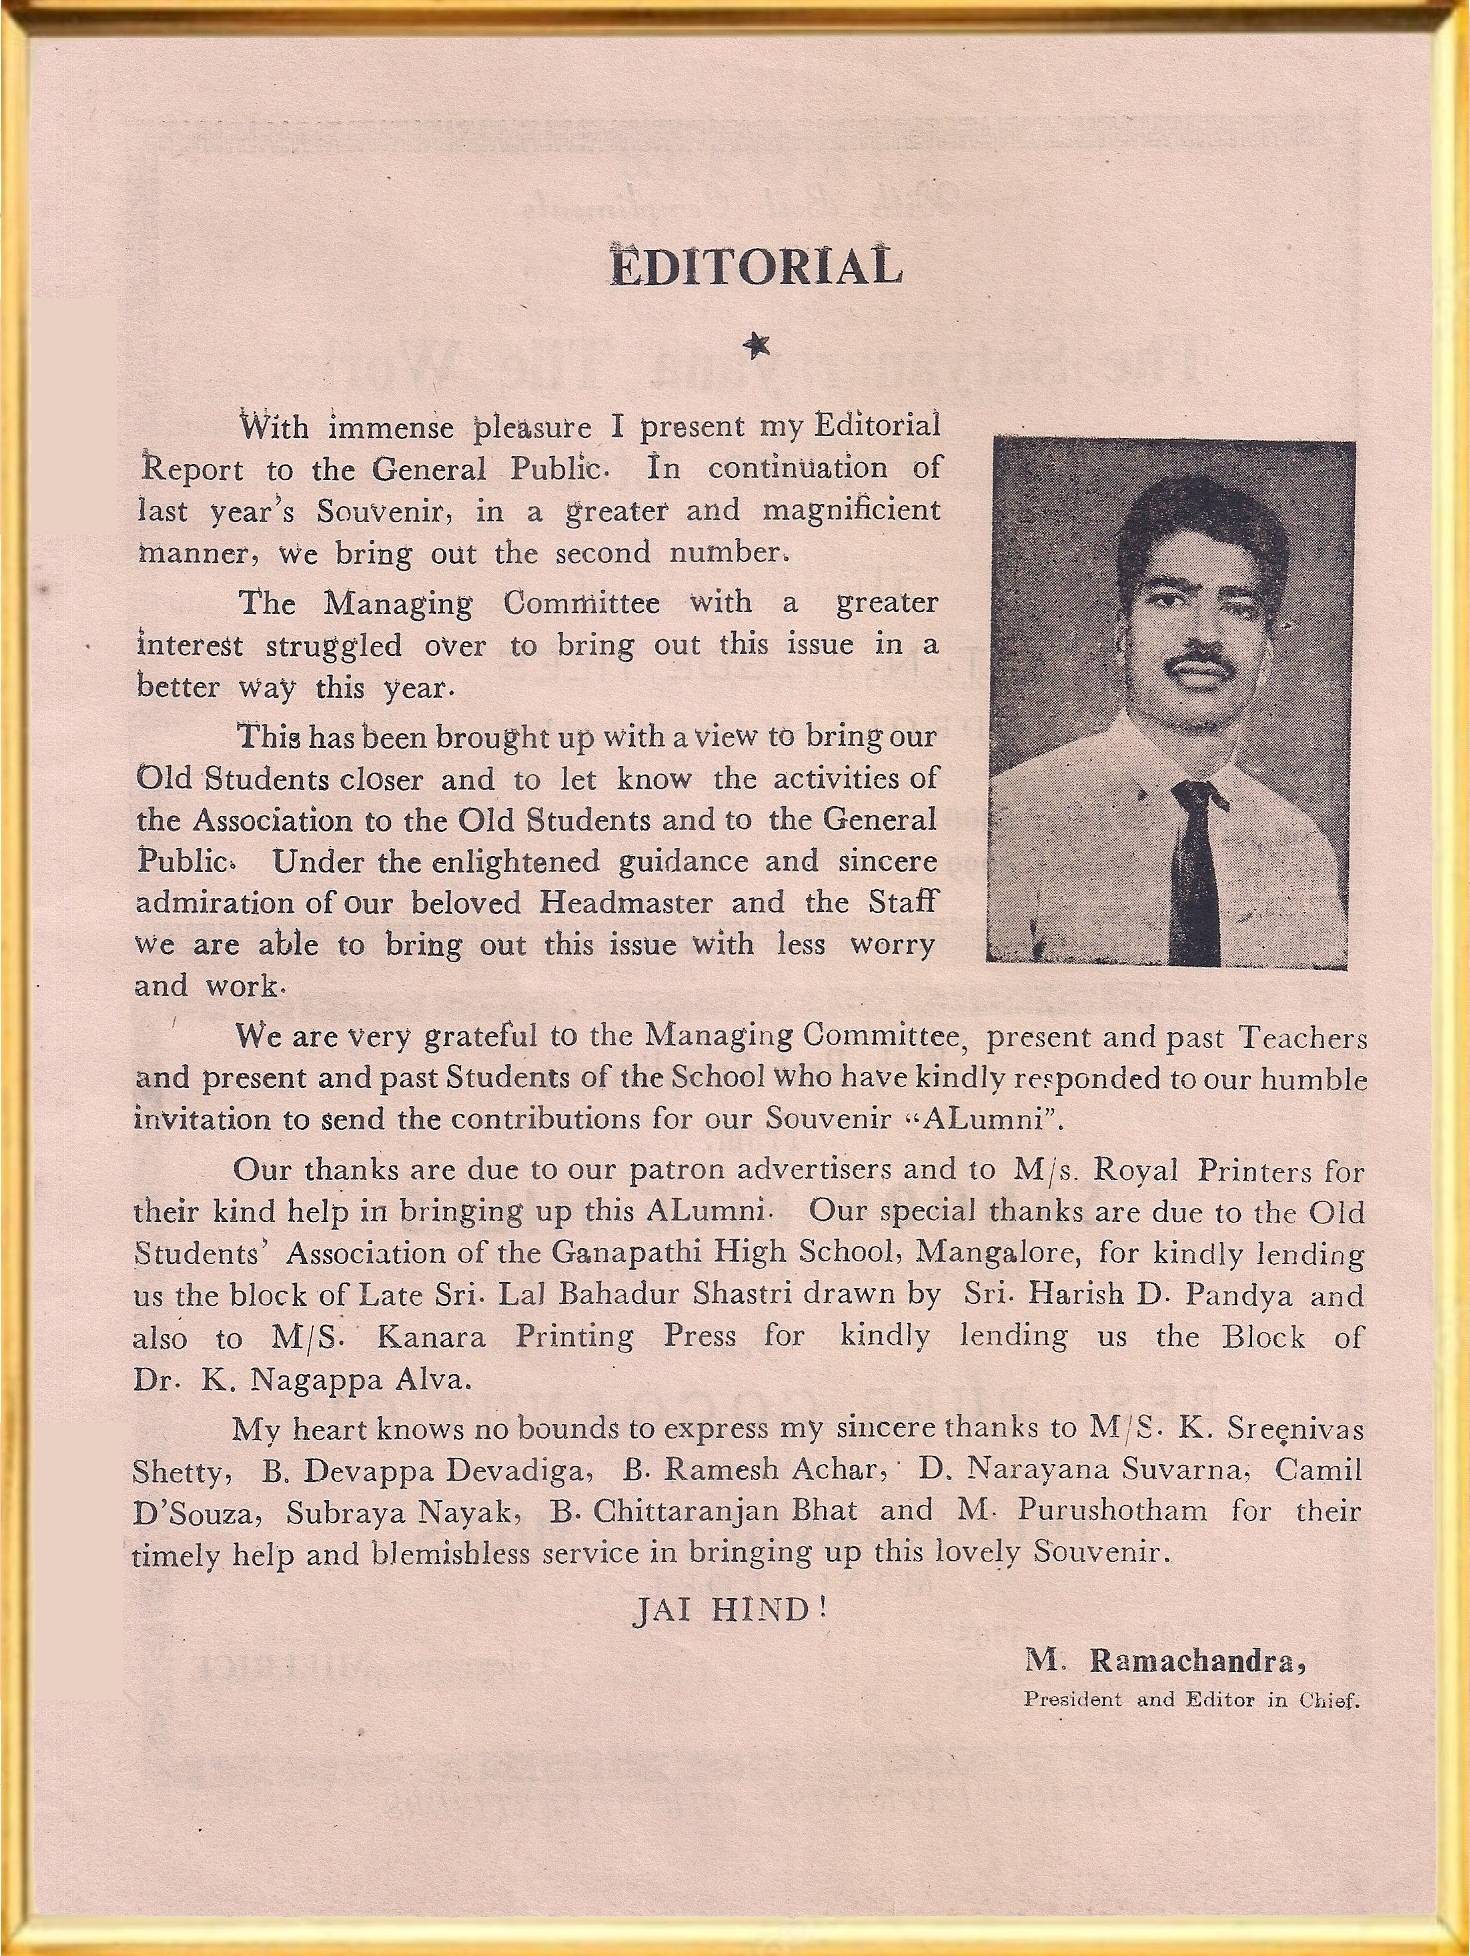 EDITORIAL
With immense pleasure I present my Editorial
Report to the General Public. In continuation of
last year's Souvenir, in a greater and magnificient
manner, we bring out the second number.
The Managing Committee with a greater
interest struggled over to bring out this issue in a
better way this year.
This has been brought up with a view to bring our
Old Students closer and to let know the activities of
the Association to the Old Students and to the General
Public. Under the enlightened guidance and sincere
admiration of our beloved Headmaster and the Staff
we are able to bring out this issue with less worry
and work.
We are very grateful to the Managing Committee, present and past Teachers
and present and past Students of the School who have kindly responded to our humble
invitation to send the contributions for our Souvenir “ALumni”.
Our thanks are due to our patron advertisers and to M/s. Royal Printers for
their kind help in bringing up this ALumni. Our special thanks are due to the Old
Students' Association of the Ganapathi High School, Mangalore, for kindly lending
us the block of Late Sri. Lal Bahadur Shastri drawn by Sri. Harish D. Pandya and
also to M/S. Kanara Printing Press for kindly lending us the Block of
Dr. K. Nagappa Alva.
My heart knows no bounds to express my sincere thanks to M/S. K. Sreenivas
Shetty, B. Devappa Devadiga, B. Ramesh Achar, D. Narayana Suvarna, Camil
D'Souza, Subraya Nayak, B. Chittaranjan Bhat and M. Purushotham for their
timely help and blemishless service in bringing up this lovely Souvenir.
JAI HIND!
M. Ramachandra,
President and Editor in Chief.